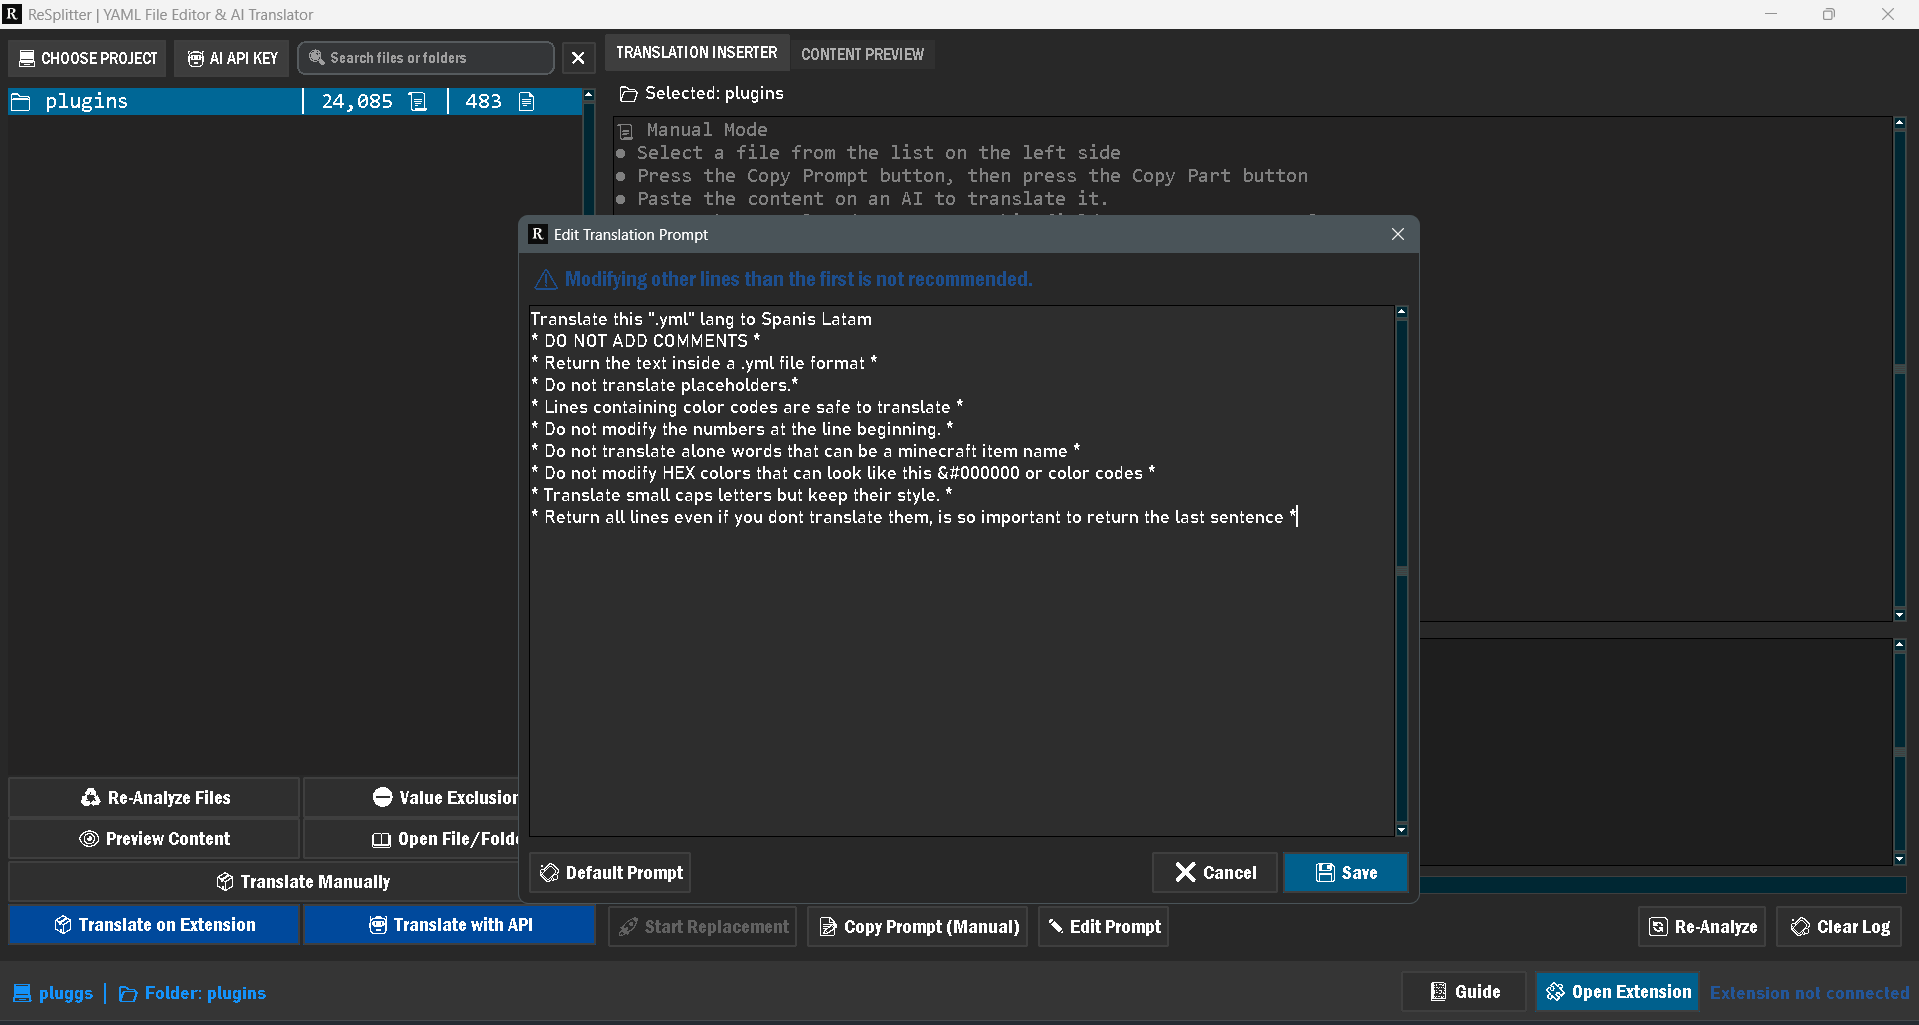 ReSplitter | YAML File Editor & AI Translator
CHOOSE PROJECT
AI API KEY
Search files or folders
TRANSLATION INSERTER
CONTENT PREVIEW
plugins
24,085
483
Selected: plugins
Manual Mode
• Select a file from the list on the left side
• Press the Copy Prompt button, then press the Copy Part button
• Paste the content on an AI to translate it.
Edit Translation Prompt
Modifying other lines than the first is not recommended.
Translate this ".yml" lang to Spanis Latam
* DO NOT ADD COMMENTS *
* Return the text inside a .yml file format *
* Do not translate placeholders.*
* Lines containing color codes are safe to translate *
* Do not modify the numbers at the line beginning. *
* Do not translate alone words that can be a minecraft item name *
* Do not modify HEX colors that can look like this &#000000 or color codes *
* Translate small caps letters but keep their style. *
* Return all lines even if you dont translate them, is so important to return the last sentence *
Default Prompt
Cancel
Save
Re-Analyze Files
Value Exclusion
Preview Content
Open File/Folde
Translate Manually
Translate on Extension
Translate with API
Start Replacement
Copy Prompt (Manual)
Edit Prompt
Re-Analyze
Clear Log
pluggs
Folder: plugins
Guide
Open Extension
Extension not connected